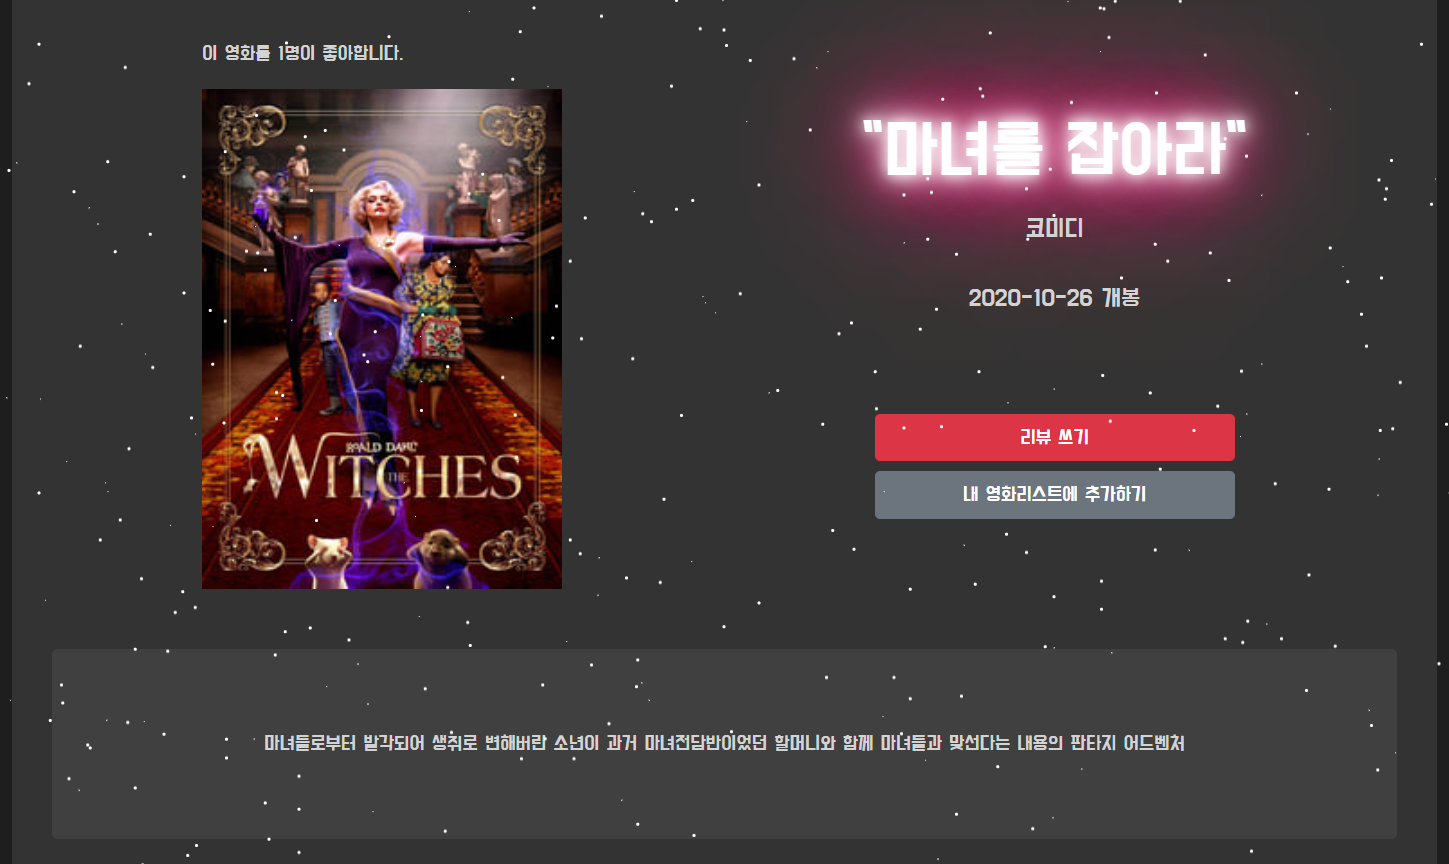 이 영화를 1명이 좋아합니다.
"마녀를 잡아라"
코미디
2020-10-26 개봉
ROALD DAHL
THE
WITCHES
리뷰 쓰기
내 영화리스트에 추가하기
마녀들로부터 발각되어 생쥐로 변해버린 소년이 과거 마녀전담반이었던 할머니와 함께 마녀들과 맞선다는 내용의 판타지 어드벤처